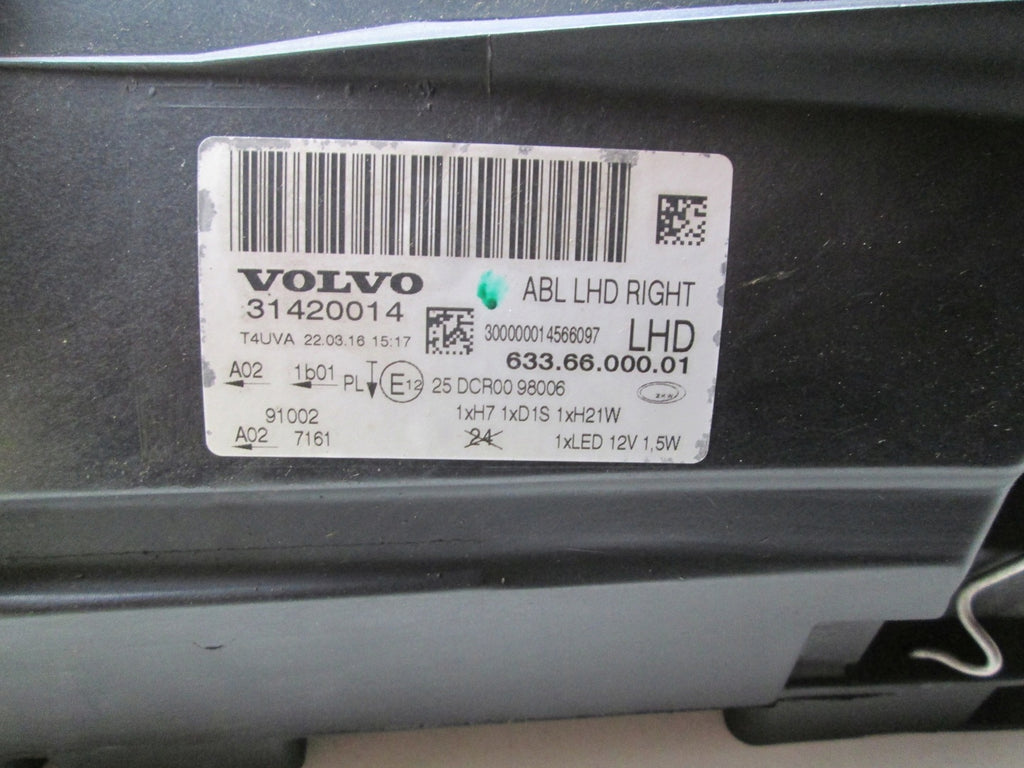 VOLVO
31420014
T4UVA 22.03.16 15:17
ABL LHD RIGHT
300000014566097
LHD
633.66.000.01
A02 1b01 PL E12 25 DCR00 98006
91002
1xH7 1xD1S 1xH21W
A02 7161
24
1xLED 12V 1,5W